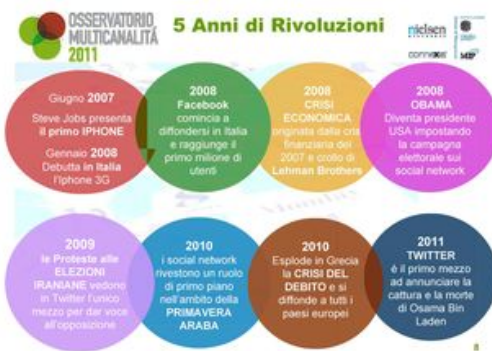 OSSERVATORIO
MULTICANALITÀ
2011
5 Anni di Rivoluzioni
nielsen
connexia
MIP
Giugno 2007
Steve Jobs presenta
il primo IPHONE
Gennaio 2008
Debutta in Italia
l'Iphone 3G
2008
Facebook
comincia a
diffondersi in Italia
e raggiunge il
primo milione di
utenti
2008
CRISI
ECONOMICA
originata dalla cris
finanziaria del
2007 e crollo di
Lehman Brothers
2008
OBAMA
Diventa presidente
USA impostando la
campagna
elettorale sui
social network
2009
le Proteste alle
ELEZIONI
IRANIANE vedono
in Twitter l'unico
mezzo per dar voce
all'opposizione
2010
i social network
rivestono un ruolo
di primo piano
nell'ambito della
PRIMAVERA
ARABA
2010
Esplode in Grecia
la CRISI DEL
DEBITO e si
diffonde a tutti i
paesi europei
2011
TWITTER
è il primo mezzo
ad annunciare la
cattura e la morte
di Osama Bin
Laden